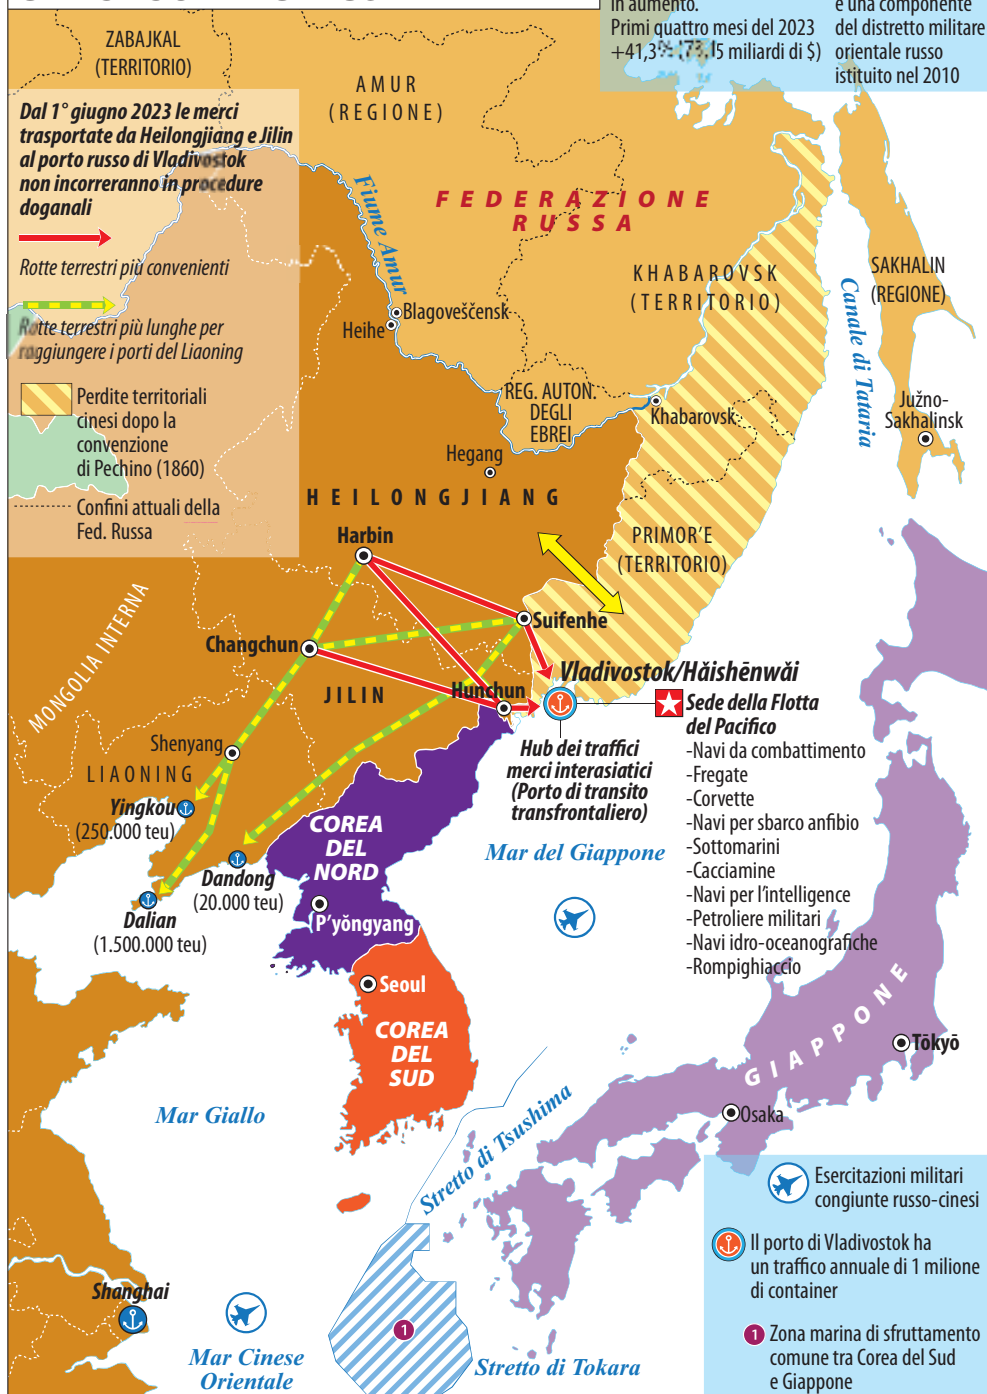 in aumento.
Primi quattro mesi del 2023
+41,3% (73,15 miliardi di $)
è una componente
del distretto militare
orientale russo
istituito nel 2010
ZABAJKAL
(TERRITORIO)
AMUR
(REGIONE)
Dal 1° giugno 2023 le merci
trasportate da Heilongjiang e Jilin
al porto russo di Vladivostok
non incorreranno in procedure
doganali
Rotte terrestri più convenienti
Rotte terrestri più lunghe per
raggiungere i porti del Liaoning
Perdite territoriali
cinesi dopo la
convenzione
di Pechino (1860)
Confini attuali della
Fed. Russa
Fiume Amur
FEDERAZIONE
RUSSA
KHABAROVSK
(TERRITORIO)
SAKHALIN
(REGIONE)
Canale di Tataria
Blagoveščensk
Heihe
REG. AUTON.
DEGLI
EBREI
Khabarovsk
Južno-
Sakhalinsk
Hegang
HEILONGJIANG
Harbin
PRIMOR'E
(TERRITORIO)
Suifenhe
Changchun
MONGOLIA INTERNA
JILIN
Hunchun
Vladivostok/Hǎishēnwǎi
Sede della Flotta
del Pacifico
-Navi da combattimento
-Fregate
-Corvette
-Navi per sbarco anfibio
-Sottomarini
-Cacciamine
-Navi per l'intelligence
-Petroliere militari
-Navi idro-oceanografiche
-Rompighiaccio
Hub dei traffici
merci interasiatici
(Porto di transito
transfrontaliero)
Shenyang
LIAONING
Yingkou
(250.000 teu)
Dandong
(20.000 teu)
Dalian
(1.500.000 teu)
COREA
DEL
NORD
P'yŏngyang
Mar del Giappone
Seoul
COREA
DEL
SUD
GIAPPONE
Tōkyō
Osaka
Mar Giallo
Stretto di Tsushima
Shanghai
Mar Cinese
Orientale
1
Stretto di Tokara
Esercitazioni militari
congiunte russo-cinesi
Il porto di Vladivostok ha
un traffico annuale di 1 milione
di container
1 Zona marina di sfruttamento
comune tra Corea del Sud
e Giappone